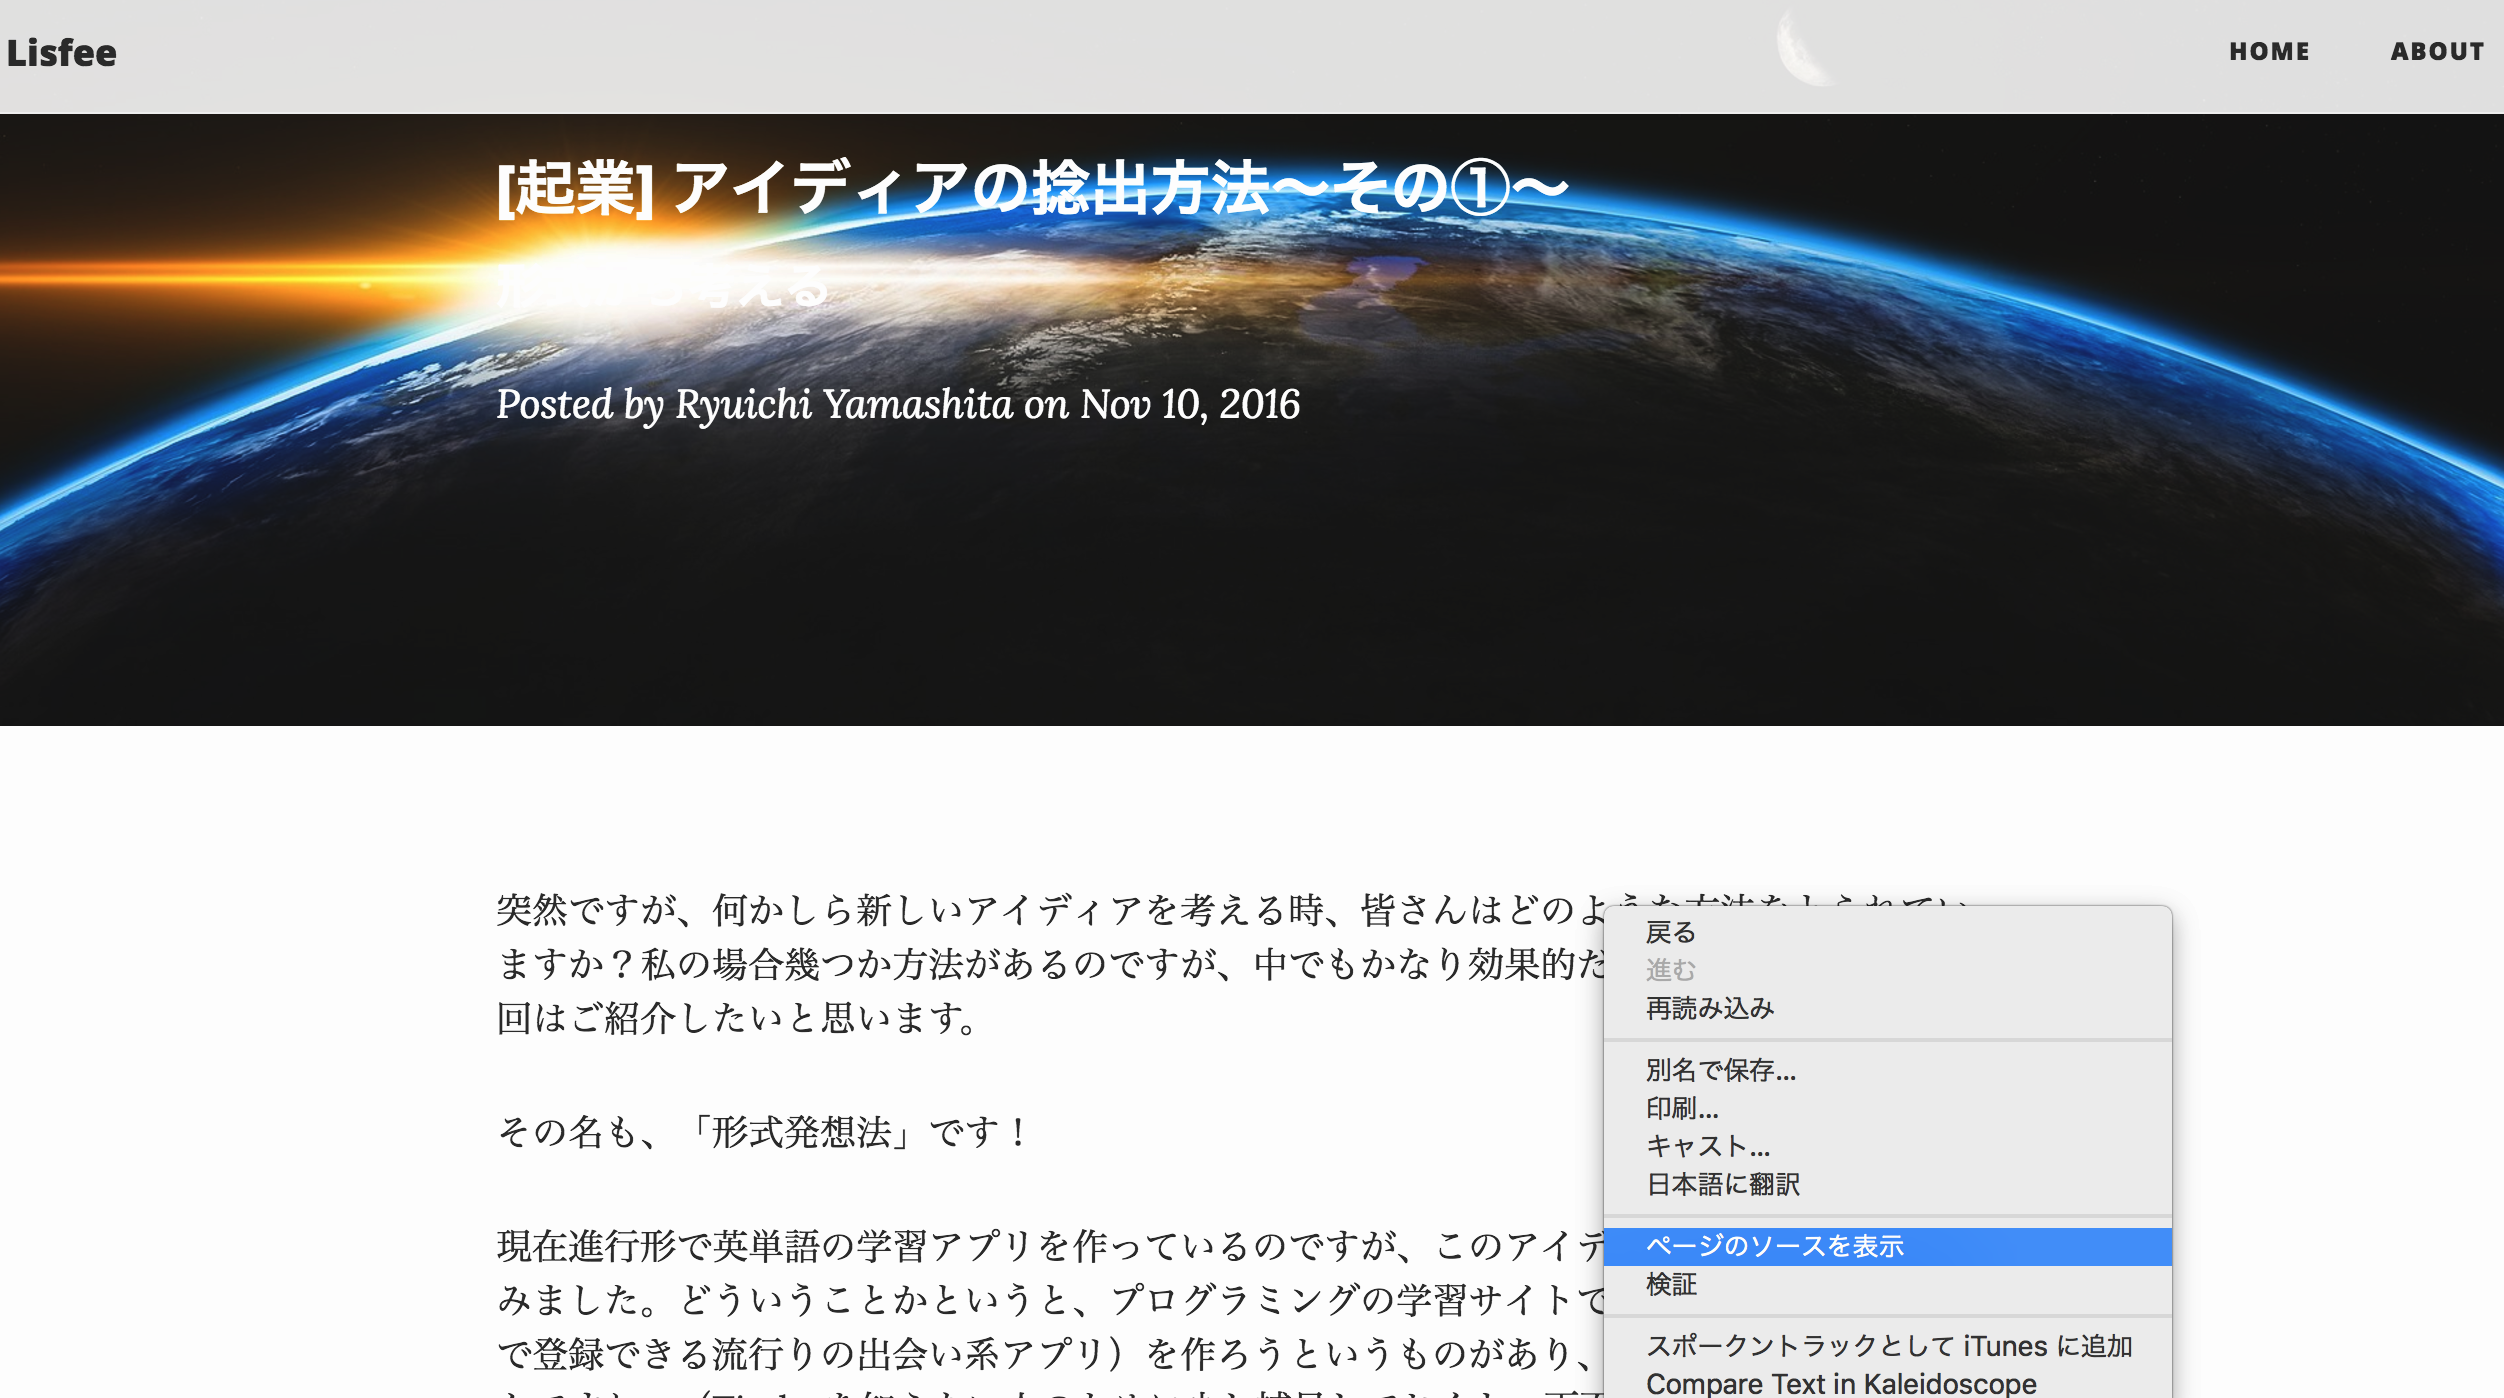 Lisfee
HOME
ABOUT
[起業] アイディアの捻出方法〜その①〜
考える
Posted by Ryuichi Yamashita on Nov 10, 2016
突然ですが、何かしら新しいアイディアを考える時、皆さんはどのような方法をとられてい
ますか？私の場合幾つか方法があるのですが、中でもかなり効果的だ
回はご紹介したいと思います。
その名も、「形式発想法」です！
現在進行形で英単語の学習アプリを作っているのですが、このアイデ
みました。どういうことかというと、プログラミングの学習サイトで
で登録できる流行りの出会い系アプリ）を作ろうというものがあり、
戻る
進む
再読み込み
別名で保存...
印刷...
キャスト...
日本語に翻訳
ページのソースを表示
検証
スポークントラックとして iTunes に追加
Compare Text in Kaleidoscope